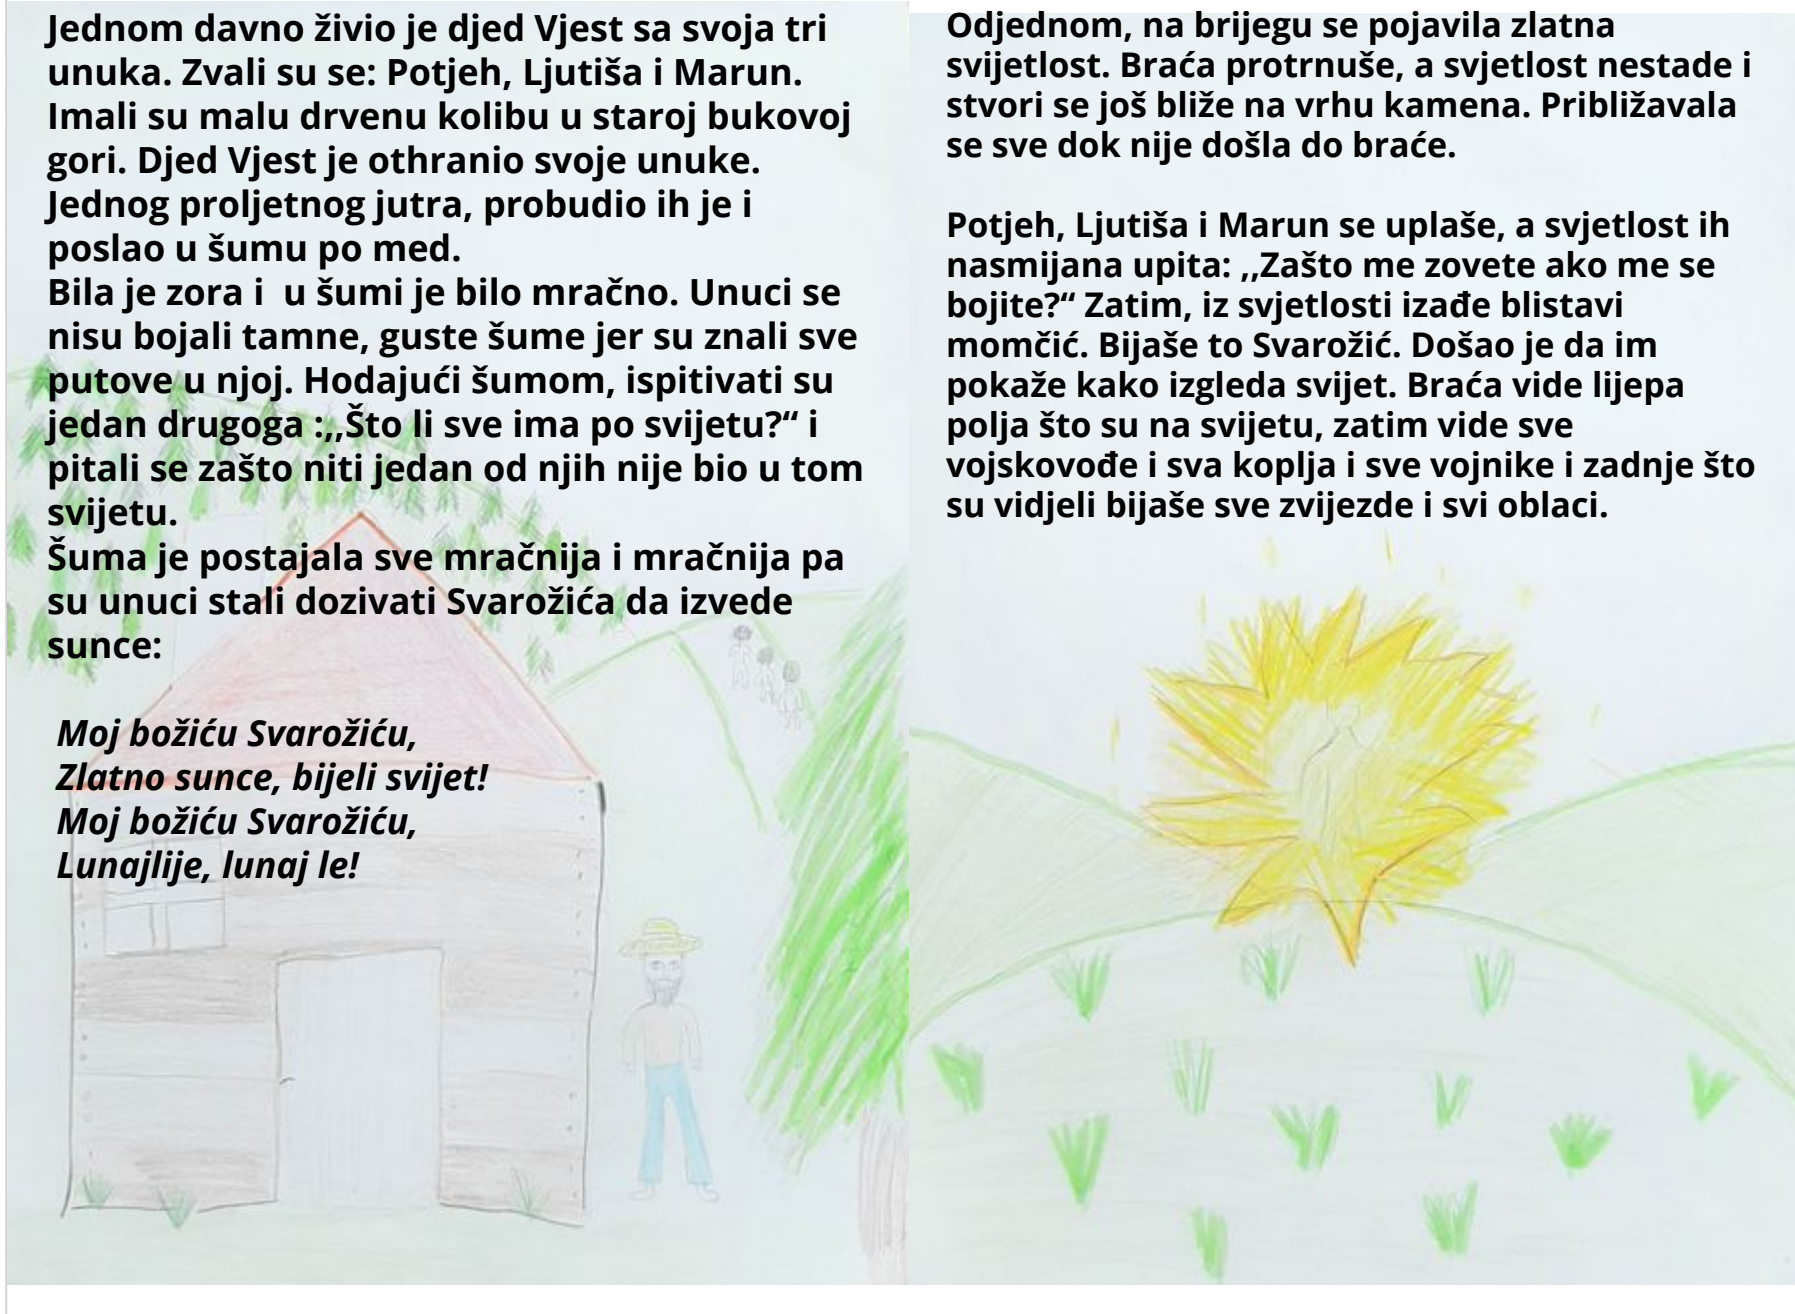 Jednom davno živio je djed Vjest sa svoja tri
unuka. Zvali su se: Potjeh, Ljutiša i Marun.
Imali su malu drvenu kolibu u staroj bukovoj
gori. Djed Vjest je othranio svoje unuke.
Jednog proljetnog jutra, probudio ih je i
poslao u šumu po med.
Bila je zora i  u šumi je bilo mračno. Unuci se
nisu bojali tamne, guste šume jer su znali sve
putove u njoj. Hodajući šumom, ispitivati su
jedan drugoga :,,Što li sve ima po svijetu?“ i
pitali se zašto niti jedan od njih nije bio u tom
svijetu.
Šuma je postajala sve mračnija i mračnija pa
su unuci stali dozivati Svarožića da izvede
sunce:
Moj božiću Svarožiću,
Zlatno sunce, bijeli svijet!
Moj božiću Svarožiću,
Lunajlije, lunaj le!
Odjednom, na brijegu se pojavila zlatna
svijetlost. Braća protrnuše, a svjetlost nestade i
stvori se još bliže na vrhu kamena. Približavala
se sve dok nije došla do braće.
Potjeh, Ljutiša i Marun se uplaše, a svjetlost ih
nasmijana upita: ,,Zašto me zovete ako me se
bojite?“ Zatim, iz svjetlosti izađe blistavi
momčić. Bijaše to Svarožić. Došao je da im
pokaže kako izgleda svijet. Braća vide lijepa
polja što su na svijetu, zatim vide sve
vojskovođe i sva koplja i sve vojnike i zadnje što
su vidjeli bijaše sve zvijezde i svi oblaci.